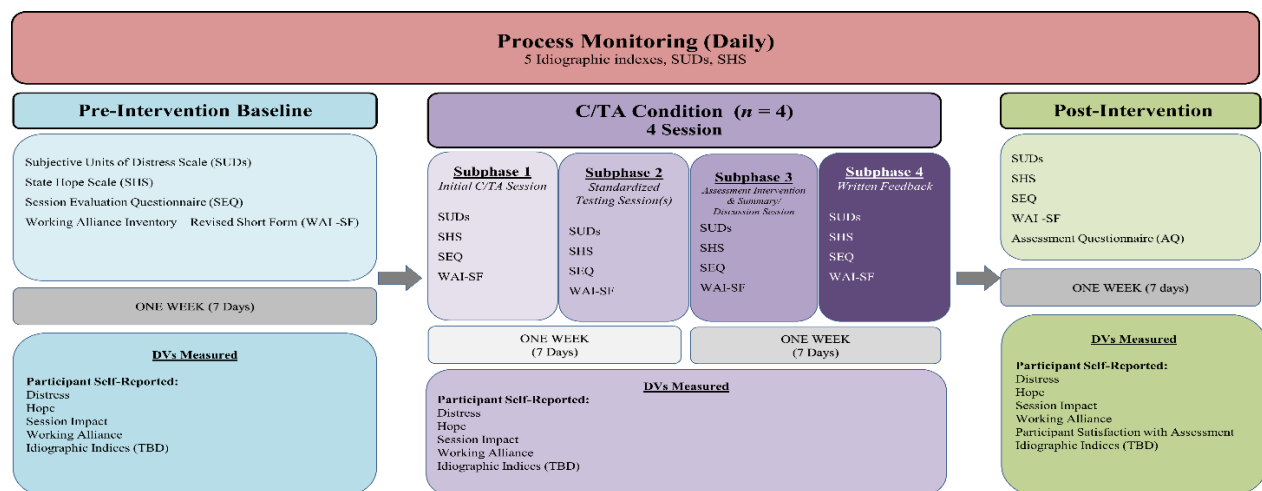 Process Monitoring (Daily)
5 Idiographic indexes, SUDs, SHS
Pre-Intervention Baseline
Subjective Units of Distress Scale (SUDs)
State Hope Scale (SHS)
Session Evaluation Questionnaire (SEQ)
Working Alliance Inventory Revised Short Form (WAI -SF)
ONE WEEK (7 Days)
DVs Measured
Participant Self-Reported:
Distress
Hope
Session Impact
Working Alliance
Idiographic Indices (TBD)
C/TA Condition (n = 4)
4 Session
Subphase 1
Initial C/TA Session
SUDs
SHS
SEQ
WAI-SF
Subphase 2
Standardized
Testing Session(s)
SUDs
SHS
SEQ
WAI-SF
Subphase 3
Assessment Intervention
& Summary/
Discussion Session
SUDs
SHS
SEQ
WAI-SF
Subphase 4
Written Feedback
SUDs
SHS
SEQ
WAI-SF
ONE WEEK
(7 Days)
ONE WEEK
(7 Days)
DVs Measured
Participant Self-Reported:
Distress
Hope
Session Impact
Working Alliance
Idiographic Indices (TBD)
Post-Intervention
SUDs
SHS
SEQ
WAI -SF
Assessment Questionnaire (AQ)
ONE WEEK (7 days)
DVs Measured
Participant Self-Reported:
Distress
Hope
Session Impact
Working Alliance
Participant Satisfaction with Assessment
Idiographic Indices (TBD)